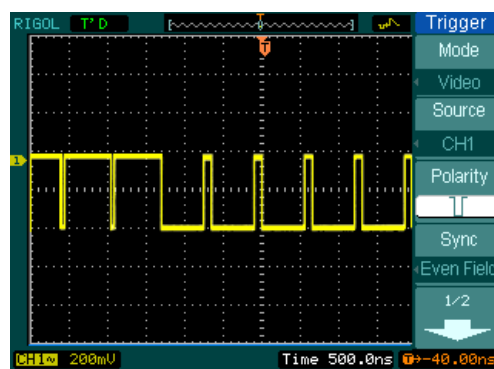 RIGOL T'D Trigger
T
Mode
Video
Source
CH1
1
Polarity
Sync
Even Field
1/2
CH1~ 200mV Time 500.0ns T→-40.00ns